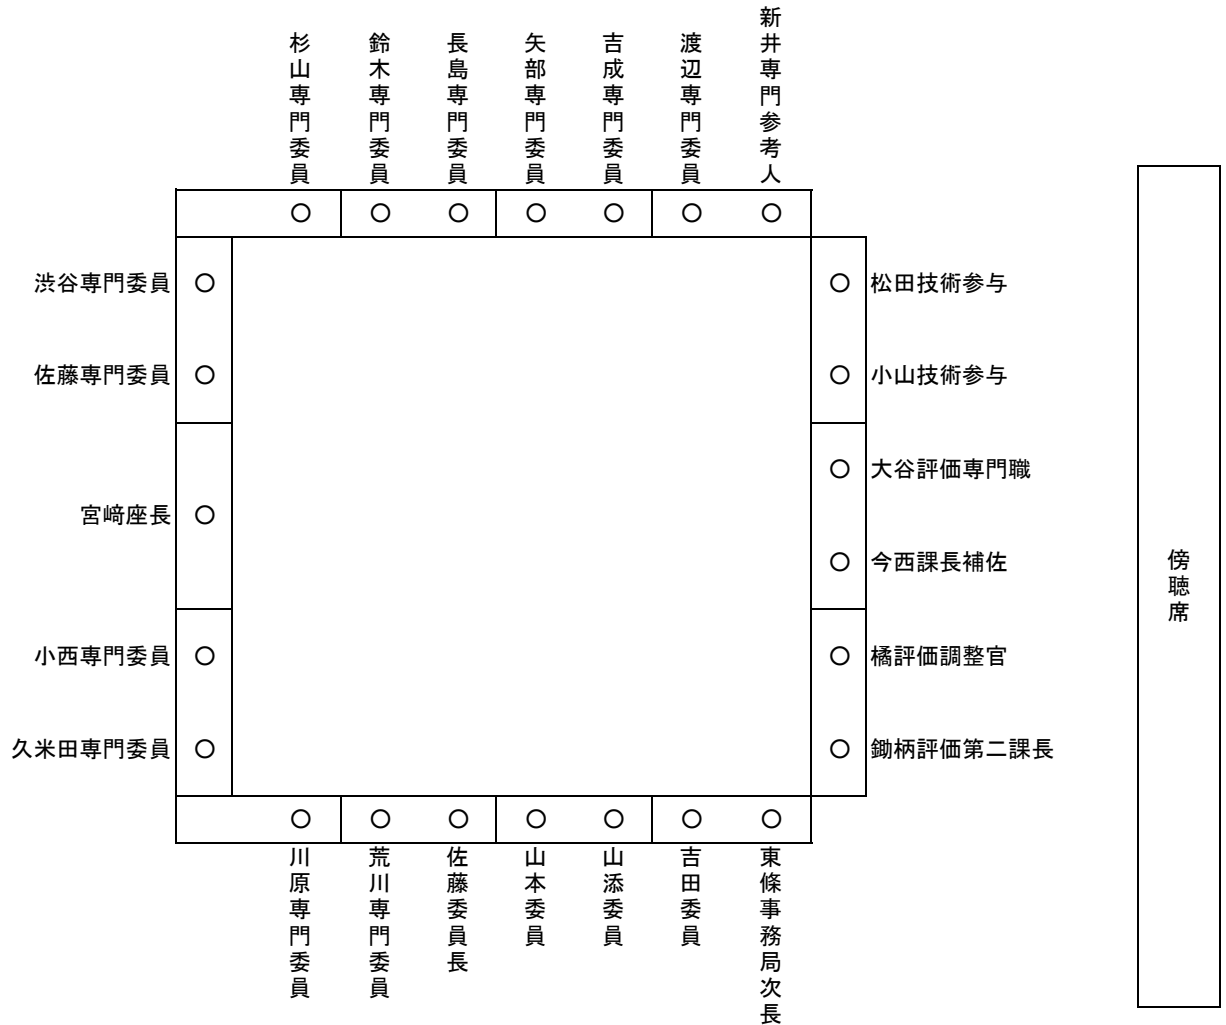 杉山専門委員
鈴木専門委員
長島専門委員
矢部専門委員
吉成専門委員
渡辺専門委員
新井専門参考人
渋谷専門委員
佐藤専門委員
宮﨑座長
小西専門委員
久米田専門委員
松田技術参与
小山技術参与
大谷評価専門職
今西課長補佐
橘評価調整官
鋤柄評価第二課長
川原専門委員
荒川専門委員
佐藤委員長
山本委員
山添委員
吉田委員
東條事務局次長
傍聴席